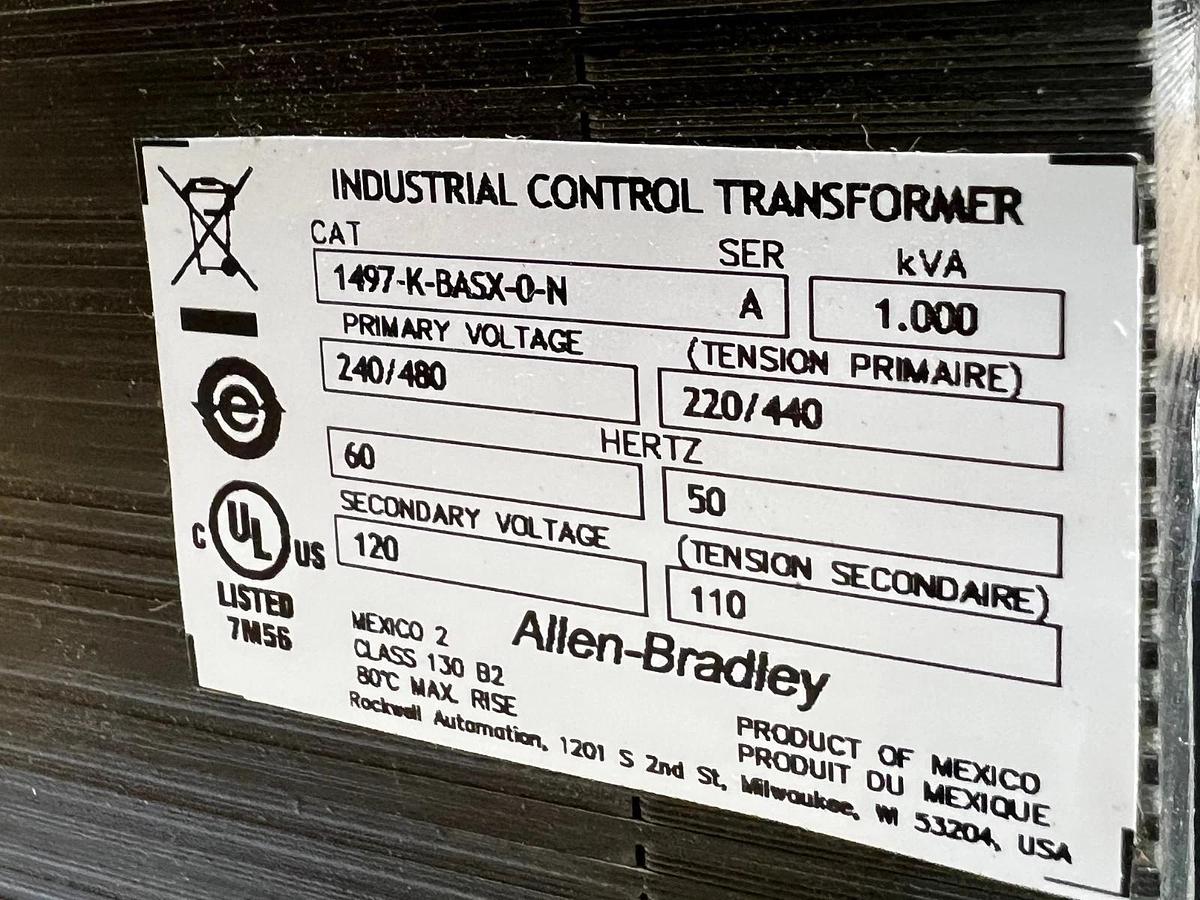 INDUSTRIAL CONTROL TRANSFORMER
CAT SER kVA
1497-K-BASX-0-N A 1.000
PRIMARY VOLTAGE (TENSION PRIMAIRE)
240/480 220/440
HERTZ
60 50
SECONDARY VOLTAGE (TENSION SECONDAIRE)
120 110
e
C UL US
LISTED
7M56
MEXICO 2
CLASS 130 B2
80°C MAX. RISE
Allen-Bradley
PRODUCT OF MEXICO
PRODUIT DU MEXIQUE
Rockwell Automation, 1201 S 2nd St, Milwaukee, WI 53204, USA